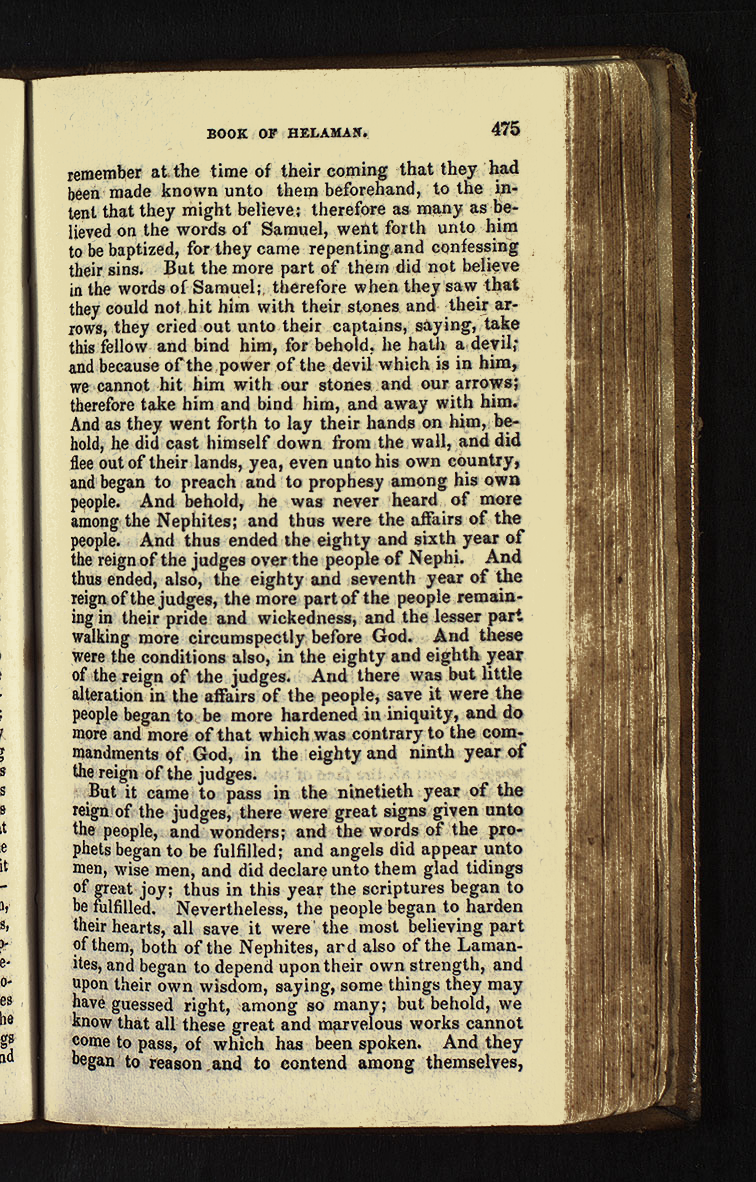 BOOK OF HELAMAN. 475
remember at the time of their coming that they had
been made known unto them beforehand, to the in-
tent that they might believe; therefore as many as be-
lieved on the words of Samuel, went forth unto him
to be baptized, for they came repenting and confessing
their sins. But the more part of them did not believe
in the words of Samuel; therefore when they saw that
they could not hit him with their stones and their ar-
rows, they cried out unto their captains, saying, take
this fellow and bind him, for behold, he hath a devil;
and because of the power of the devil which is in him,
we cannot hit him with our stones and our arrows;
therefore take him and bind him, and away with him.
And as they went forth to lay their hands on him, be-
hold, he did cast himself down from the wall, and did
flee out of their lands, yea, even unto his own country,
and began to preach and to prophesy among his own
people. And behold, he was never heard of more
among the Nephites; and thus were the affairs of the
people. And thus ended the eighty and sixth year of
the reign of the judges over the people of Nephi. And
thus ended, also, the eighty and seventh year of the
reign of the judges, the more part of the people remain-
ing in their pride and wickedness, and the lesser part
walking more circumspectly before God. And these
were the conditions also, in the eighty and eighth year
of the reign of the judges. And there was but little
alteration in the affairs of the people, save it were the
people began to be more hardened in iniquity, and do
more and more of that which was contrary to the com-
mandments of God, in the eighty and ninth year of
the reign of the judges.
But it came to pass in the ninetieth year of the
reign of the judges, there were great signs given unto
the people, and wonders; and the words of the pro-
phets began to be fulfilled; and angels did appear unto
men, wise men, and did declare unto them glad tidings
of great joy; thus in this year the scriptures began to
be fulfilled. Nevertheless, the people began to harden
their hearts, all save it were the most believing part
of them, both of the Nephites, ard also of the Laman-
ites, and began to depend upon their own strength, and
upon their own wisdom, saying, some things they may
have guessed right, among so many; but behold, we
know that all these great and marvelous works cannot
come to pass, of which has been spoken. And they
began to reason and to contend among themselves,